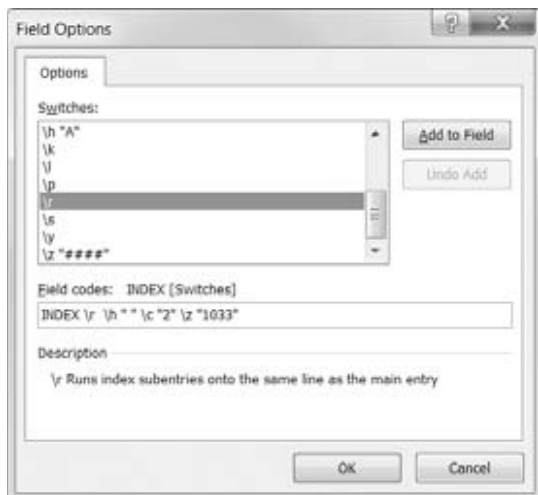 Field Options
Options
Switches:
\h "A"
\k
\l
\p
\r
\s
\y
\z "####"
Add to Field
Undo Add
Field codes: INDEX [Switches]
INDEX \r \h " " \c "2" \z "1033"
Description
\r Runs index subentries onto the same line as the main entry
OK
Cancel